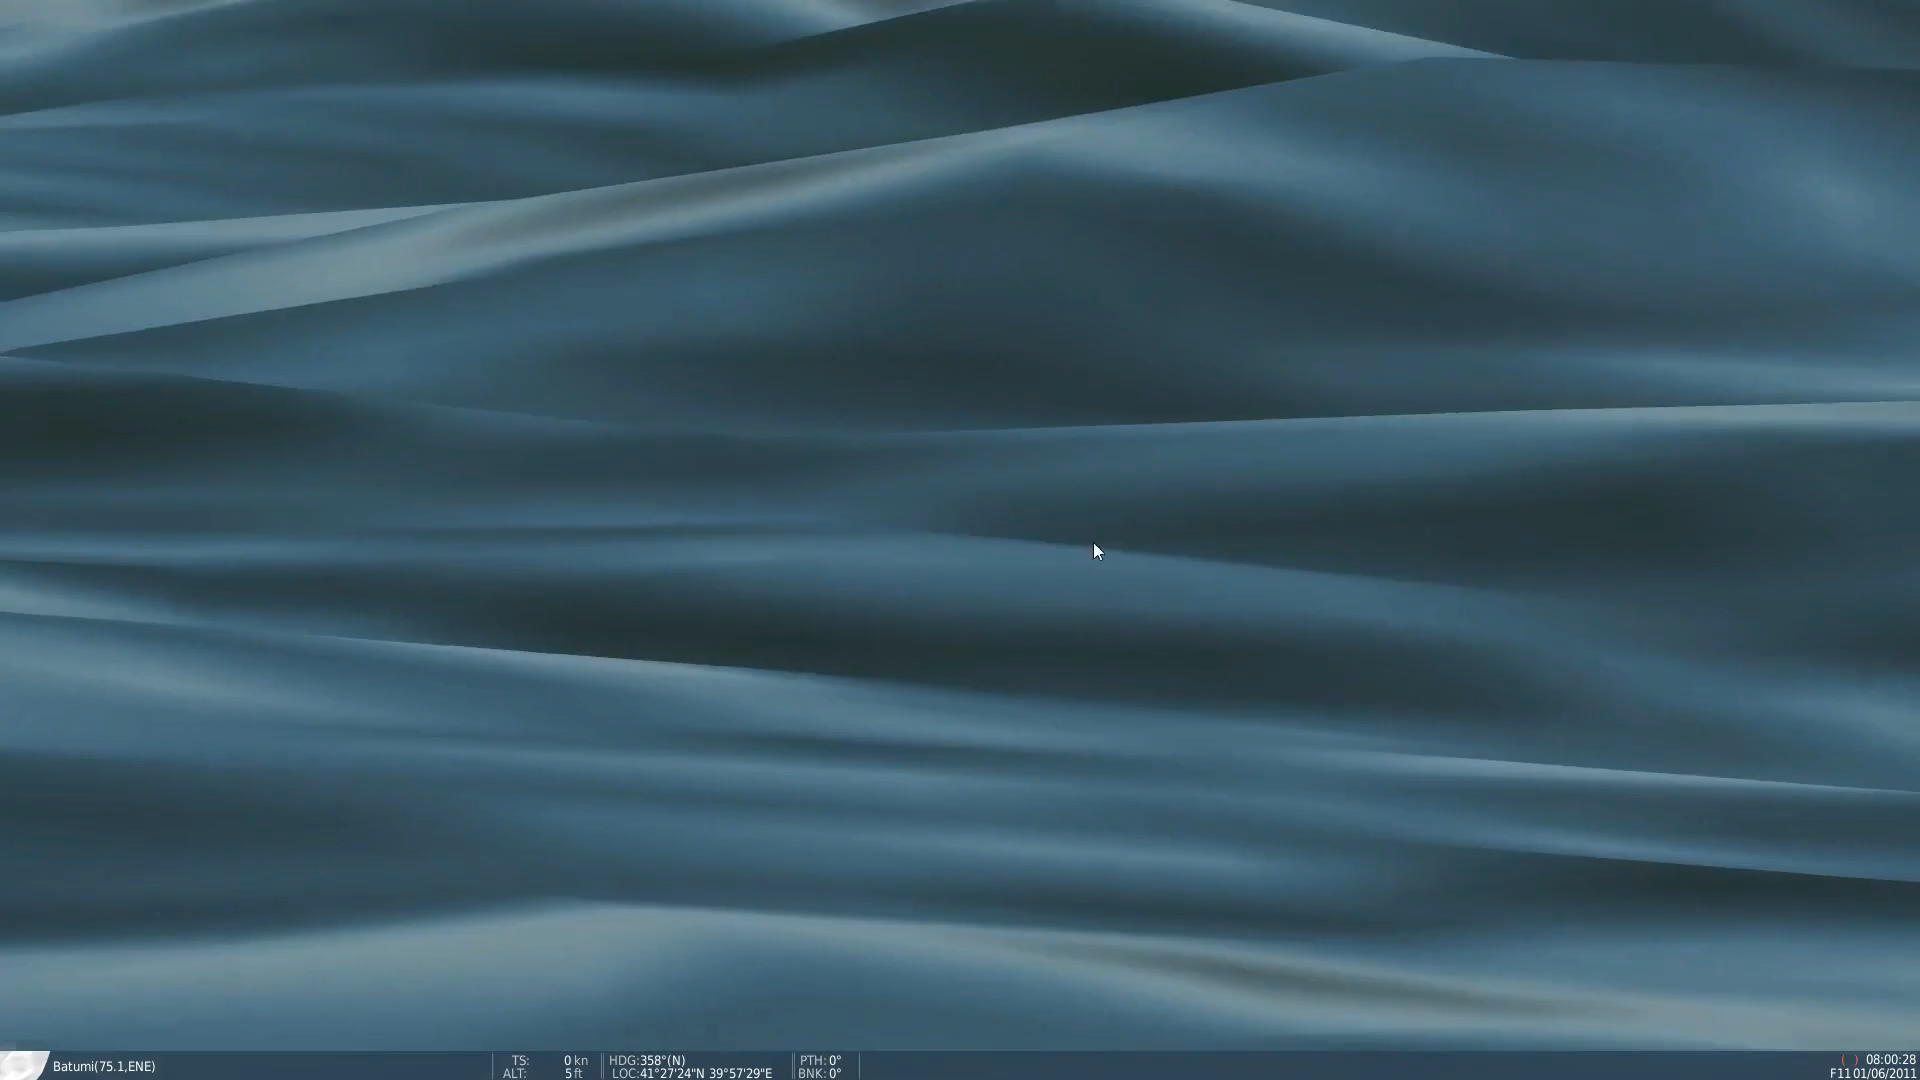 Batumi(75.1,ENE)
TS: 0 kn
ALT: 5 ft
HDG:358°(N)
LOC:41°27'24"N 39°57'29"E
PTH: 0°
BNK: 0°
( ) 08:00:28
F11 01/06/2011